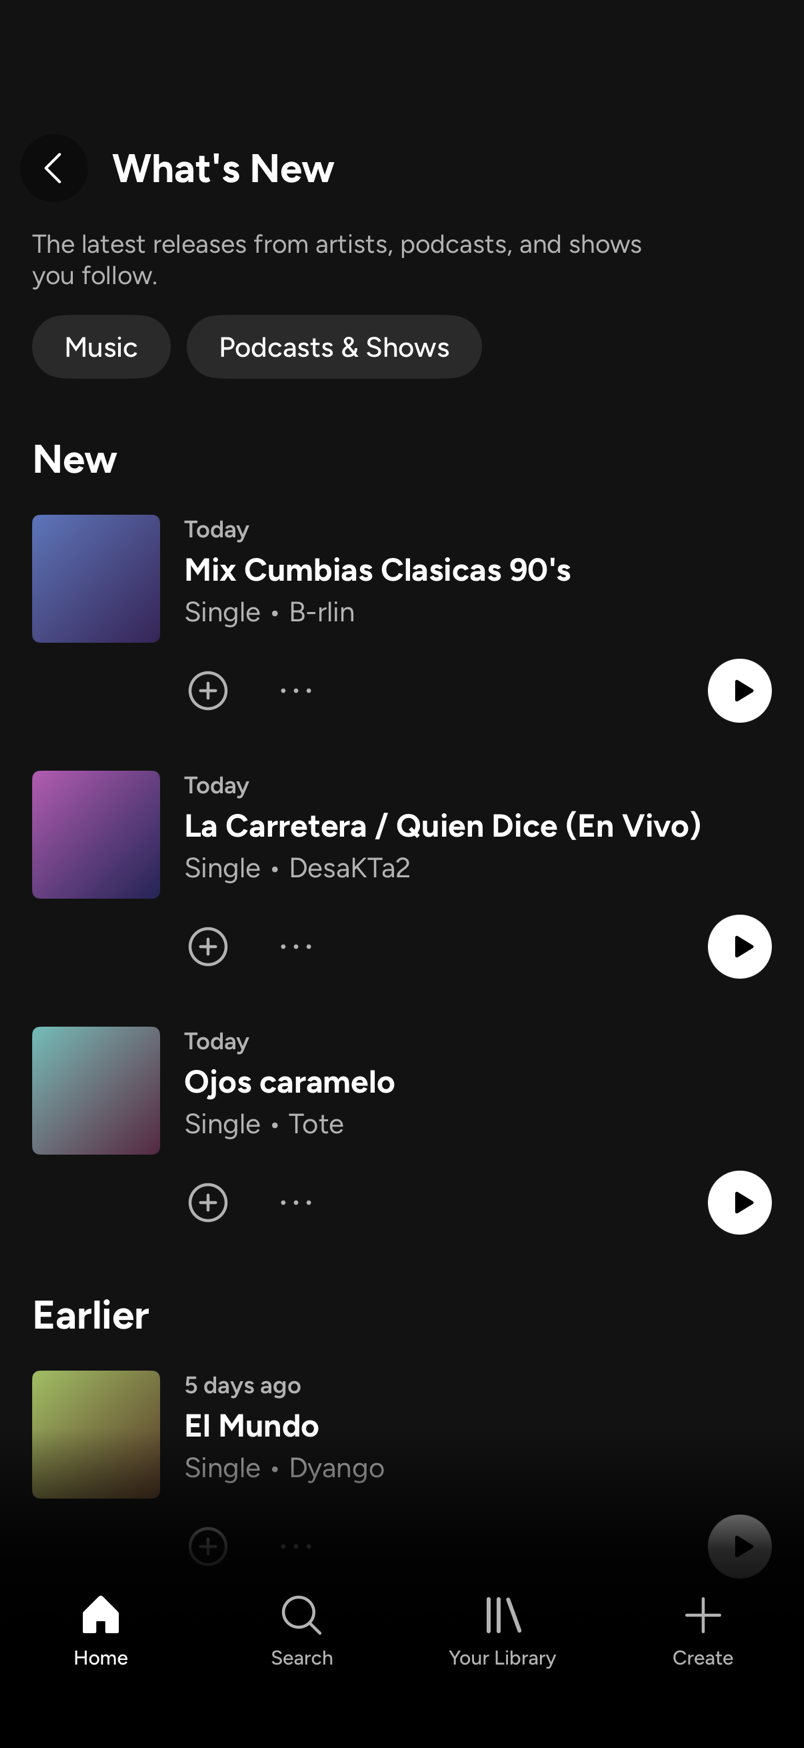 What's New
The latest releases from artists, podcasts, and shows
you follow.
Music
Podcasts & Shows
New
Today
Mix Cumbias Clasicas 90's
Single • B-rlin
Today
La Carretera / Quien Dice (En Vivo)
Single • DesaKTa2
Today
Ojos caramelo
Single • Tote
Earlier
5 days ago
El Mundo
Single • Dyango
Home
Search
Your Library
Create